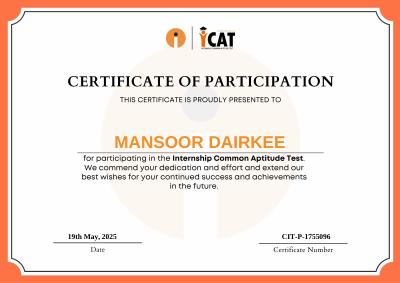 iCAT
CERTIFICATE OF PARTICIPATION
THIS CERTIFICATE IS PROUDLY PRESENTED TO
MANSOOR DAIRKEE
for participating in the Internship Common Aptitude Test.
We commend your dedication and effort and extend our
best wishes for your continued success and achievements
in the future.
19th May, 2025
Date
CIT-P-1755096
Certificate Number